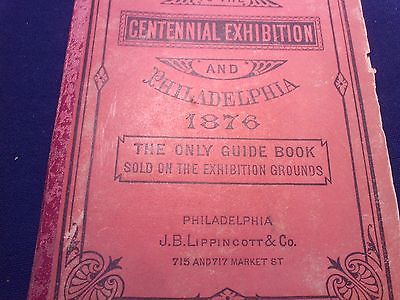 THE
CENTENNIAL EXHIBITION
AND
PHILADELPHIA
1876
THE ONLY GUIDE BOOK
SOLD ON THE EXHIBITION GROUNDS
PHILADELPHIA
J.B. LIPPINCOTT & CO.
715 AND 717 MARKET ST